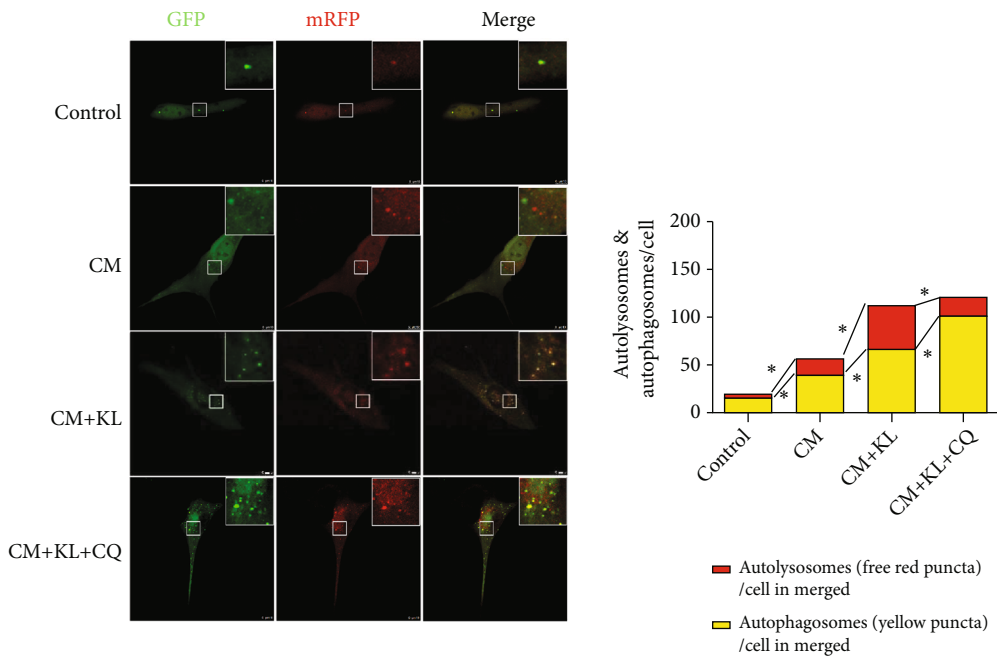 GFP
mRFP
Merge
Control
CM
CM+KL
CM+KL+CQ
Autolysosomes &
autophagosomes/cell
200
150
100
50
0
*
*
*
*
*
*
Control
CM
CM+KL
CM+KL+CQ
Autolysosomes (free red puncta)
/cell in merged
Autophagosomes (yellow puncta)
/cell in merged